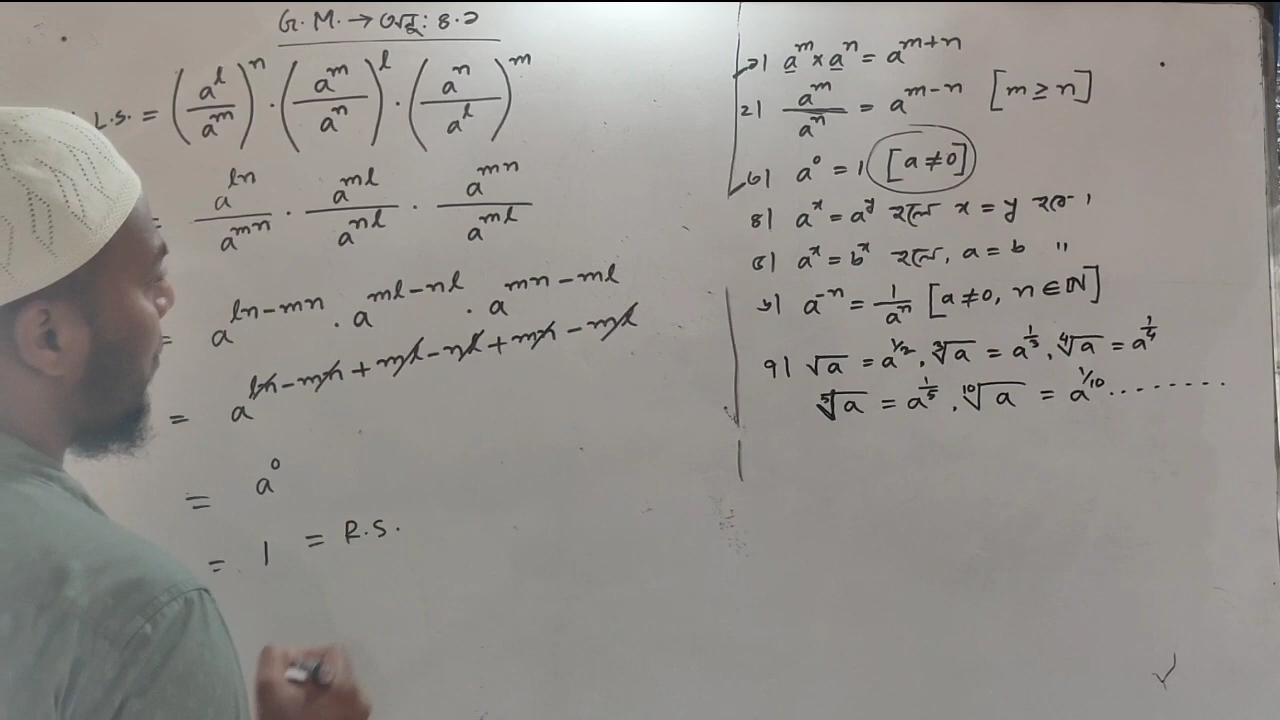 G. M. → অনু: ৪.১
L.S. = (a^l/a^m)^n . (a^m/a^n)^l . (a^n/a^l)^m
= a^ln/a^mn . a^ml/a^nl . a^mn/a^ml
= a^ln-mn . a^ml-nl . a^mn-ml
= a^ln-mn+ml-nl+mn-ml
= a^0
= 1 = R.S.
১| a^m x a^n = a^m+n
২| a^m/a^n = a^m-n [m ≥ n]
৩| a^0 = 1 [a ≠ 0]
৪| a^x = a^y হলে x = y হবে।
৫| a^x = b^x হলে, a = b "
৬| a^-n = 1/a^n [a ≠ 0, n ∈ ℕ]
৭| √a = a^1/2, ∛a = a^1/3, ∜a = a^1/4
⁵√a = a^1/5, ¹⁰√a = a^1/10 ........